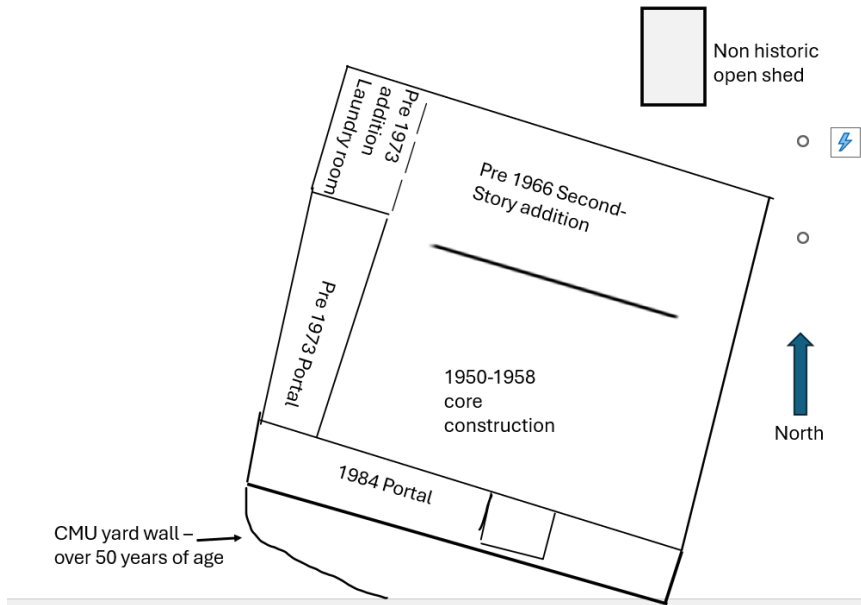 Non historic
open shed
Pre 1973
addition
Laundry room
Pre 1966 Second-
Story addition
Pre 1973 Portal
1950-1958
core
construction
North
1984 Portal
CMU yard wall –
over 50 years of age